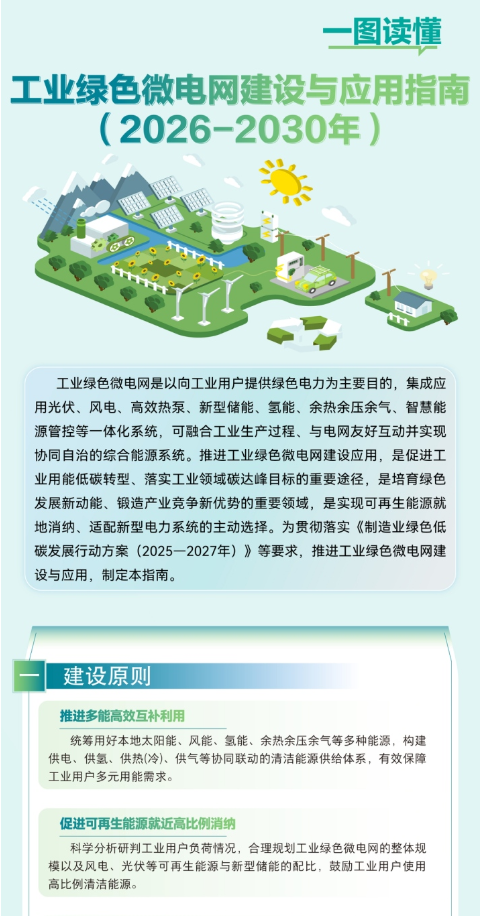 一图读懂
工业绿色微电网建设与应用指南
（2026-2030年）
工业绿色微电网是以向工业用户提供绿色电力为主要目的，集成应
用光伏、风电、高效热泵、新型储能、氢能、余热余压余气、智慧能
源管控等一体化系统，可融合工业生产过程、与电网友好互动并实现
协同自治的综合能源系统。推进工业绿色微电网建设应用，是促进工
业用能低碳转型、落实工业领域碳达峰目标的重要途径，是培育绿色
发展新动能、锻造产业竞争新优势的重要领域，是实现可再生能源就
地消纳、适配新型电力系统的主动选择。为贯彻落实《制造业绿色低
碳发展行动方案（2025—2027年）》等要求，推进工业绿色微电网建
设与应用，制定本指南。
一 建设原则
推进多能高效互补利用
统筹用好本地太阳能、风能、氢能、余热余压余气等多种能源，构建
供电、供氢、供热(冷)、供气等协同联动的清洁能源供给体系，有效保障
工业用户多元用能需求。
促进可再生能源就近高比例消纳
科学分析研判工业用户负荷情况，合理规划工业绿色微电网的整体规
模以及风电、光伏等可再生能源与新型储能的配比，鼓励工业用户使用
高比例清洁能源。